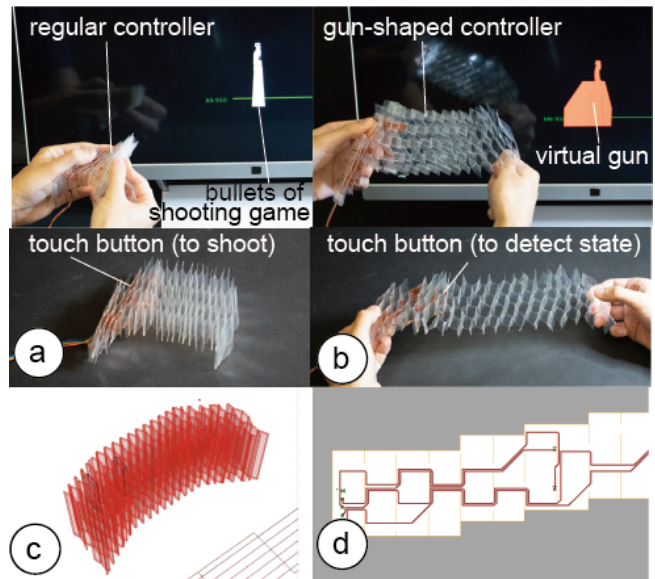 regular controller
gun-shaped controller
bullets of
shooting game
virtual gun
touch button (to shoot)
touch button (to detect state)
a
b
c
d